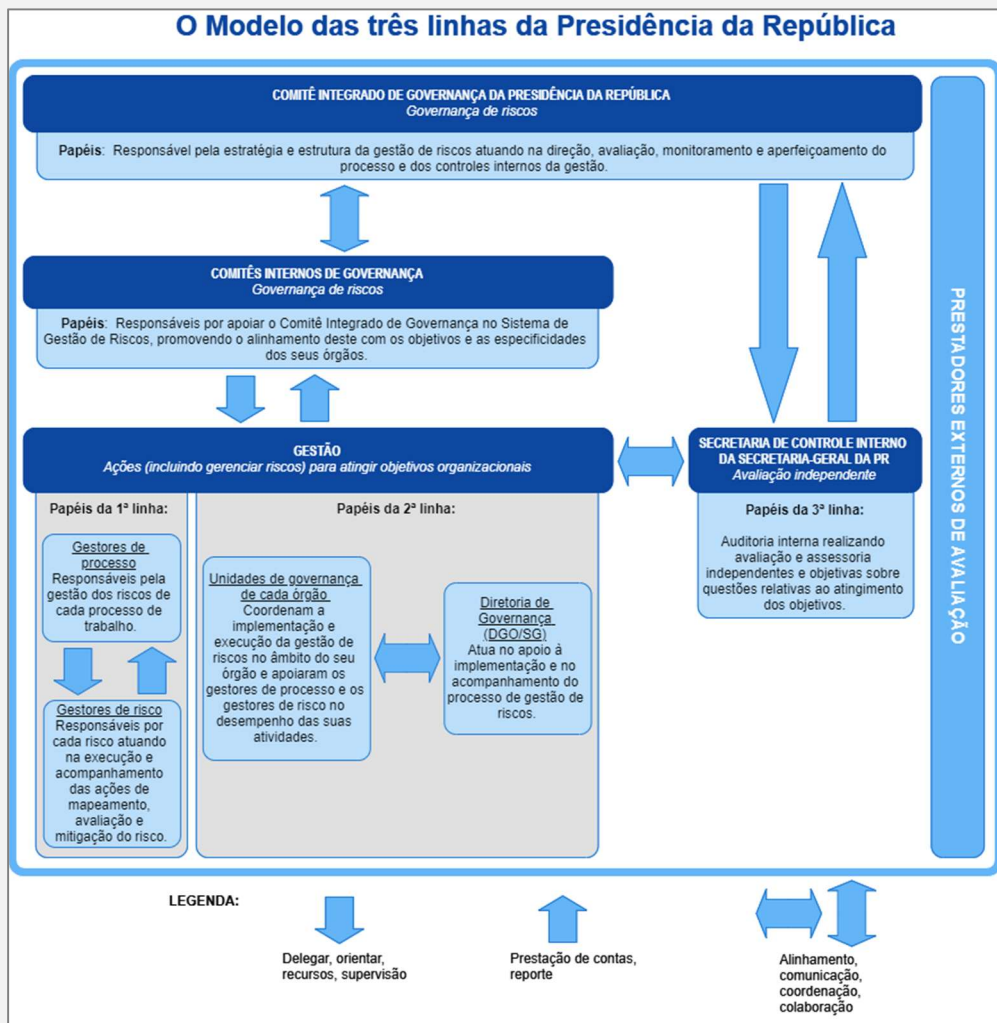 O Modelo das três linhas da Presidência da República
COMITÊ INTEGRADO DE GOVERNANÇA DA PRESIDÊNCIA DA REPÚBLICA
Governança de riscos
Papéis: Responsável pela estratégia e estrutura da gestão de riscos atuando na direção, avaliação, monitoramento e aperfeiçoamento do
processo e dos controles internos da gestão.
COMITÊS INTERNOS DE GOVERNANÇA
Governança de riscos
Papéis: Responsáveis por apoiar o Comitê Integrado de Governança no Sistema de
Gestão de Riscos, promovendo o alinhamento deste com os objetivos e as especificidades
dos seus órgãos.
GESTÃO
Ações (incluindo gerenciar riscos) para atingir objetivos organizacionais
Papéis da 1ª linha:
Gestores de
processo
Responsáveis pela
gestão dos riscos de
cada processo de
trabalho.
Gestores de risco
Responsáveis por
cada risco atuando
na execução e
acompanhamento
das ações de
mapeamento,
avaliação e
mitigação do risco.
Papéis da 2ª linha:
Unidades de governança
de cada órgão
Coordenam a
implementação e
execução da gestão de
riscos no âmbito do seu
órgão e apoiaram os
gestores de processo e os
gestores de risco no
desempenho das suas
atividades.
Diretoria de
Governança
(DGO/SG)
Atua no apoio à
implementação e no
acompanhamento do
processo de gestão de
riscos.
SECRETARIA DE CONTROLE INTERNO
DA SECRETARIA-GERAL DA PR
Avaliação independente
Papéis da 3ª linha:
Auditoria interna realizando
avaliação e assessoria
independentes e objetivas sobre
questões relativas ao atingimento
dos objetivos.
PRESTADORES EXTERNOS DE AVALIAÇÃO
LEGENDA:
Delegar, orientar,
recursos, supervisão
Prestação de contas,
reporte
Alinhamento,
comunicação,
coordenação,
colaboração